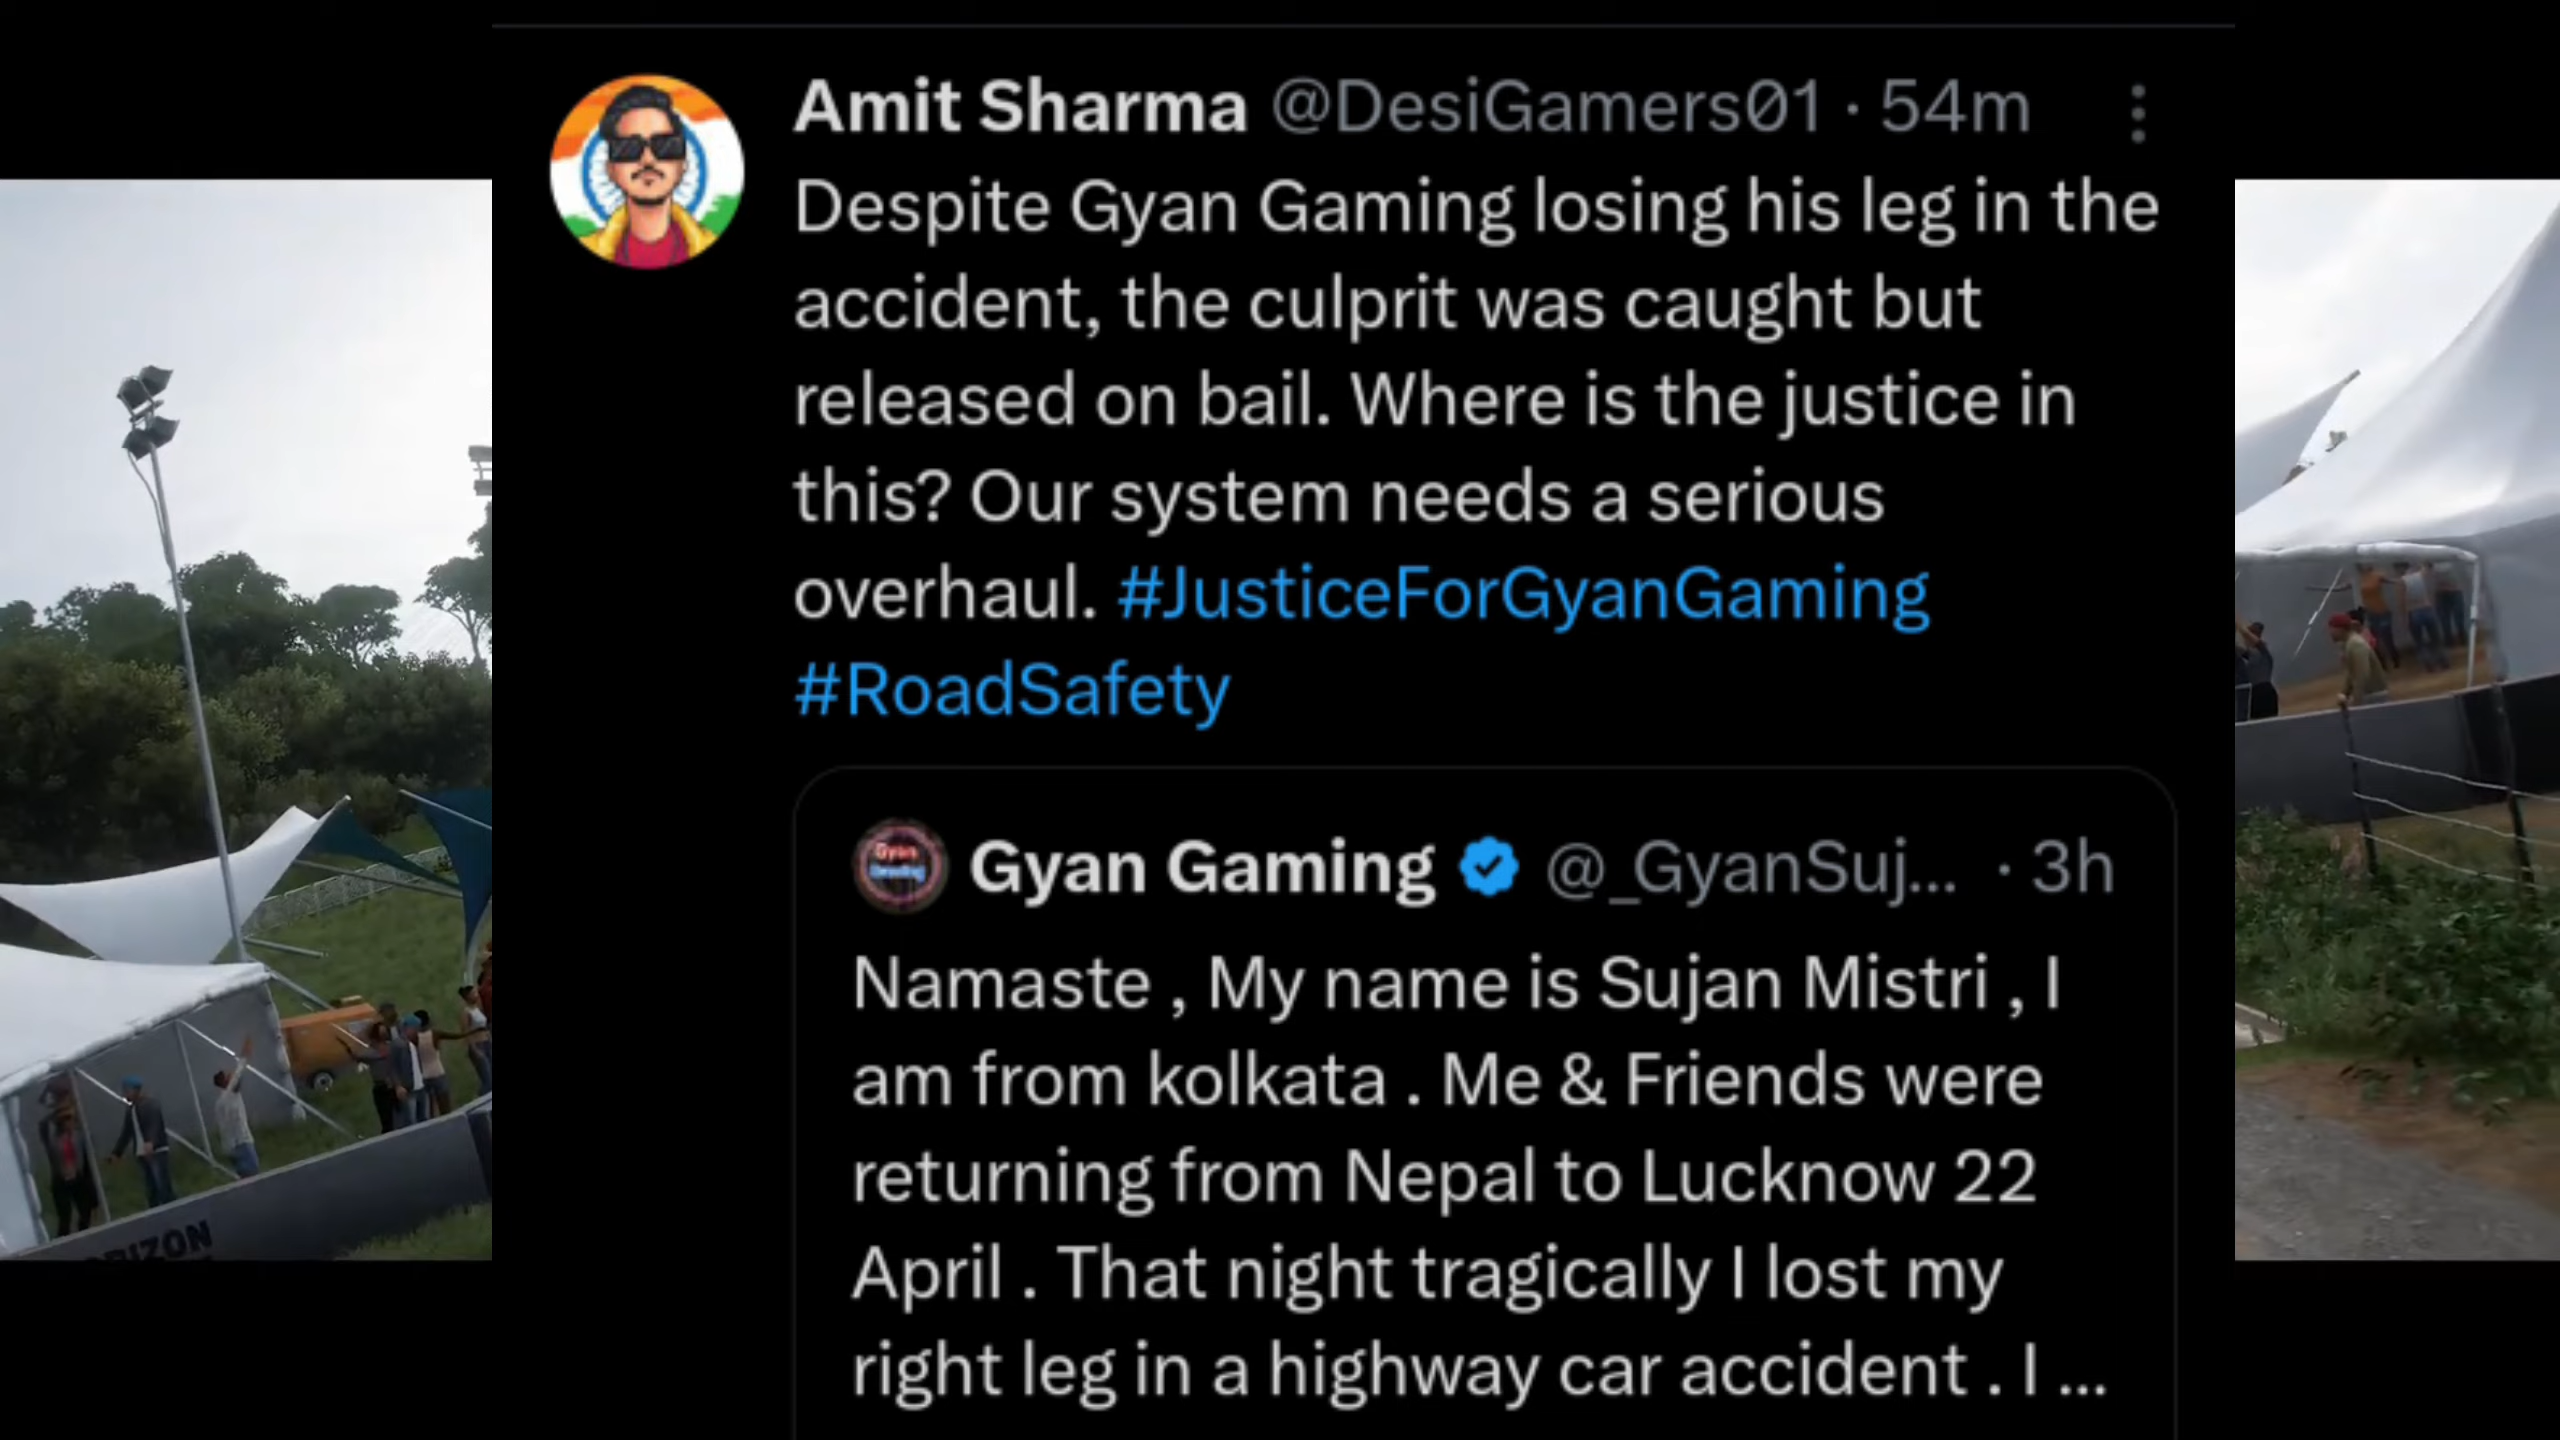 Amit Sharma @DesiGamers01 · 54m
Despite Gyan Gaming losing his leg in the
accident, the culprit was caught but
released on bail. Where is the justice in
this? Our system needs a serious
overhaul. #JusticeForGyanGaming
#RoadSafety
Gyan Gaming @_GyanSuj... · 3h
Namaste , My name is Sujan Mistri , I
am from kolkata . Me & Friends were
returning from Nepal to Lucknow 22
April . That night tragically I lost my
right leg in a highway car accident . I ...